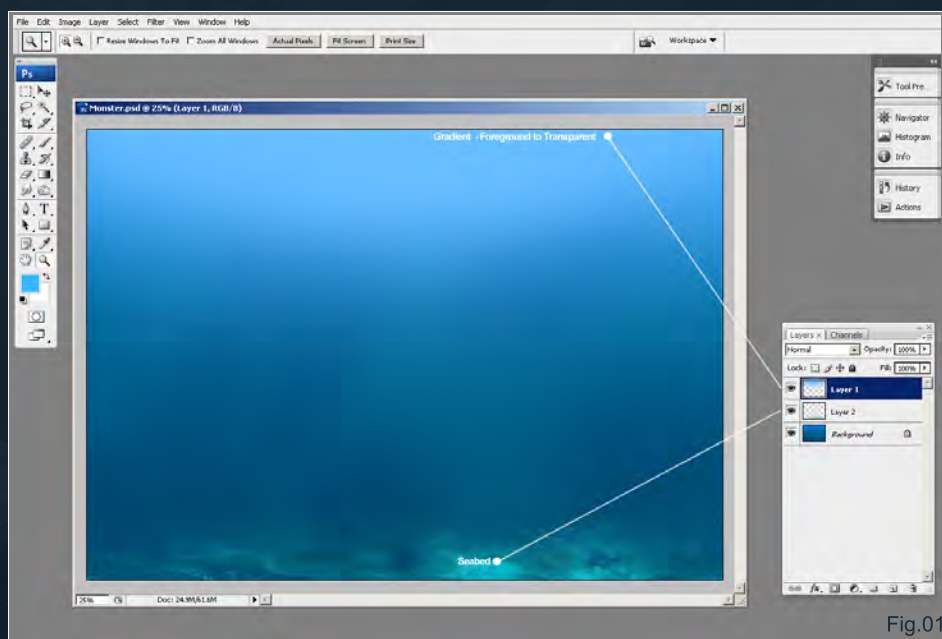 File Edit Image Layer Select Filter View Window Help
Resize Windows To Fit Zoom All Windows Actual Pixels Fit Screen Print Size Workspace
Ps
Tool Pre...
Monster.psd @ 25% (Layer 1, RGB/8)
Navigator
Gradient - Foreground to Transparent
Histogram
Info
History
Actions
Layers x Channels
Normal Opacity: 100%
Lock: Fill: 100%
Layer 1
Layer 2
Background
Seabed
25% Doc: 24.9M/61.6M
Fig.01